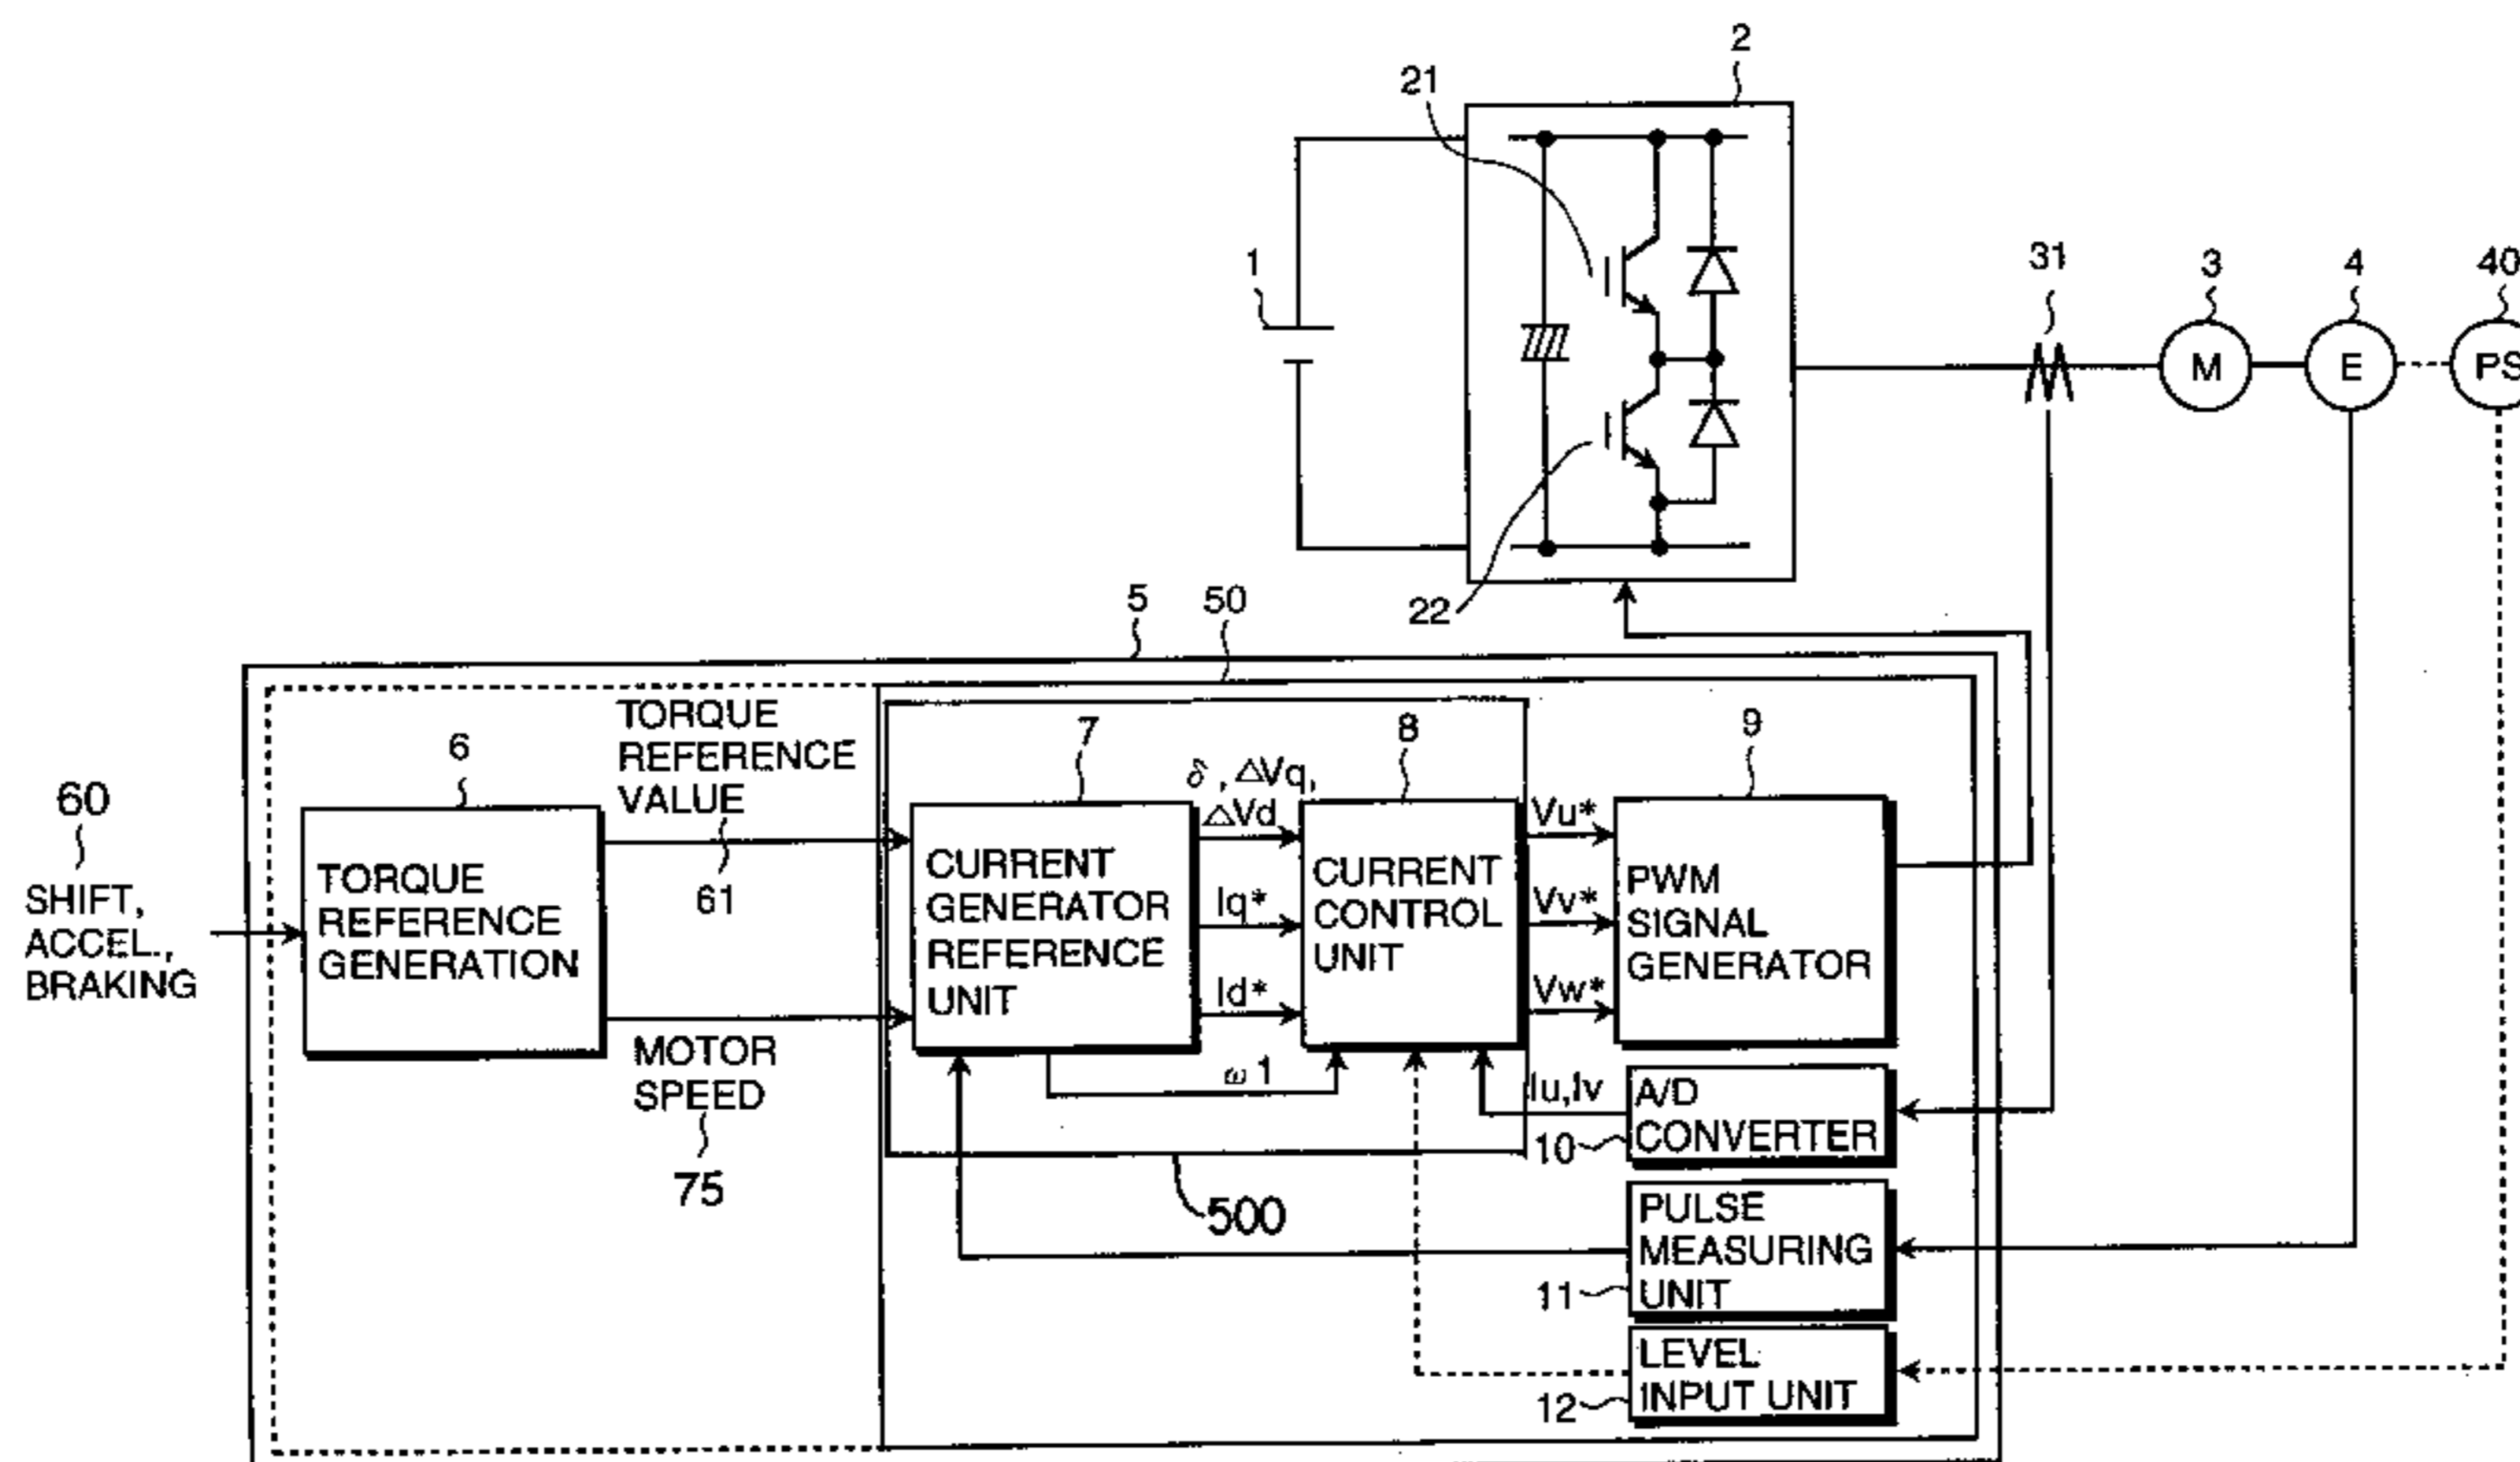 2
21
1
31
3
4
40
M
E
PS
22
5
50
60
SHIFT,
ACCEL.,
BRAKING
6
TORQUE
REFERENCE
GENERATION
TORQUE
REFERENCE
VALUE
61
MOTOR
SPEED
75
7
CURRENT
GENERATOR
REFERENCE
UNIT
δ, △Vq,
△Vd
Iq*
Id*
ω1
8
CURRENT
CONTROL
UNIT
Vu*
Vv*
Vw*
9
PWM
SIGNAL
GENERATOR
Iu,Iv
A/D
CONVERTER
10
500
PULSE
MEASURING
UNIT
11
LEVEL
INPUT UNIT
12